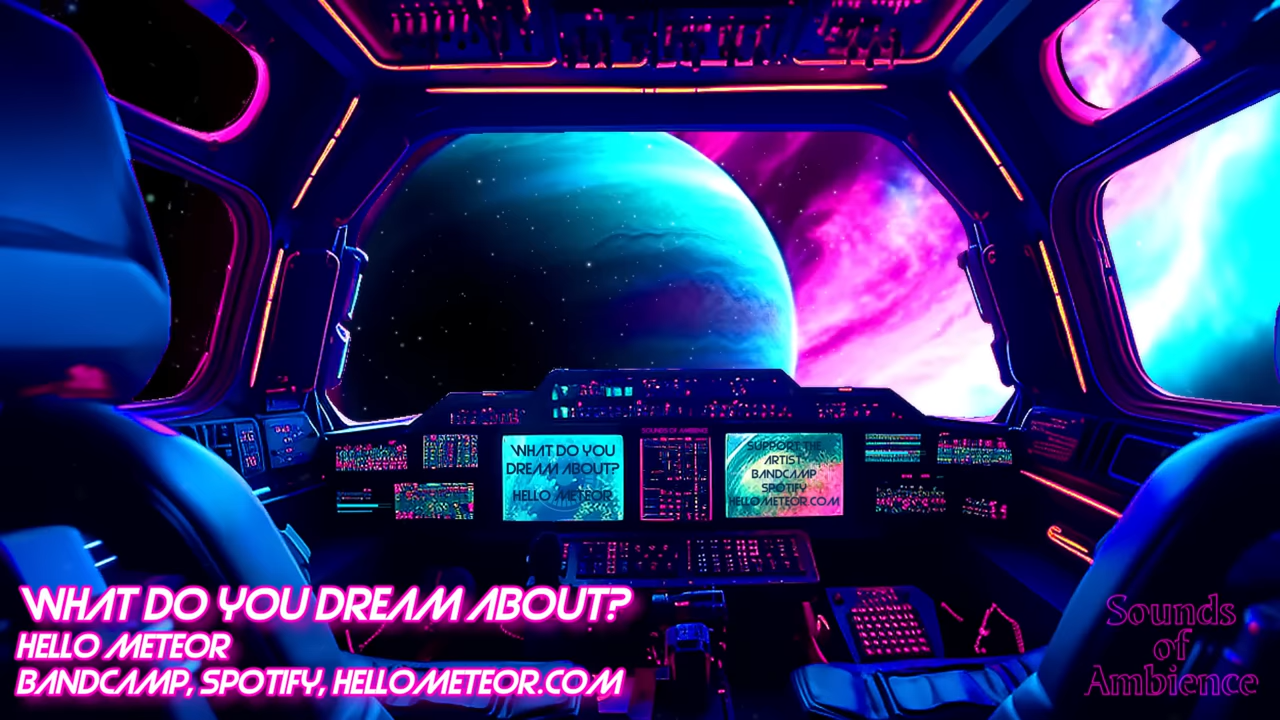 SOUNDS OF AMBIENCE
WHAT DO YOU
DREAM ABOUT?
HELLO METEOR
SUPPORT THE
ARTIST:
BANDCAMP
SPOTIFY
HELLOMETEOR.COM
WHAT DO YOU DREAM ABOUT?
HELLO METEOR
BANDCAMP, SPOTIFY, HELLOMETEOR.COM
Sounds
of
Ambience